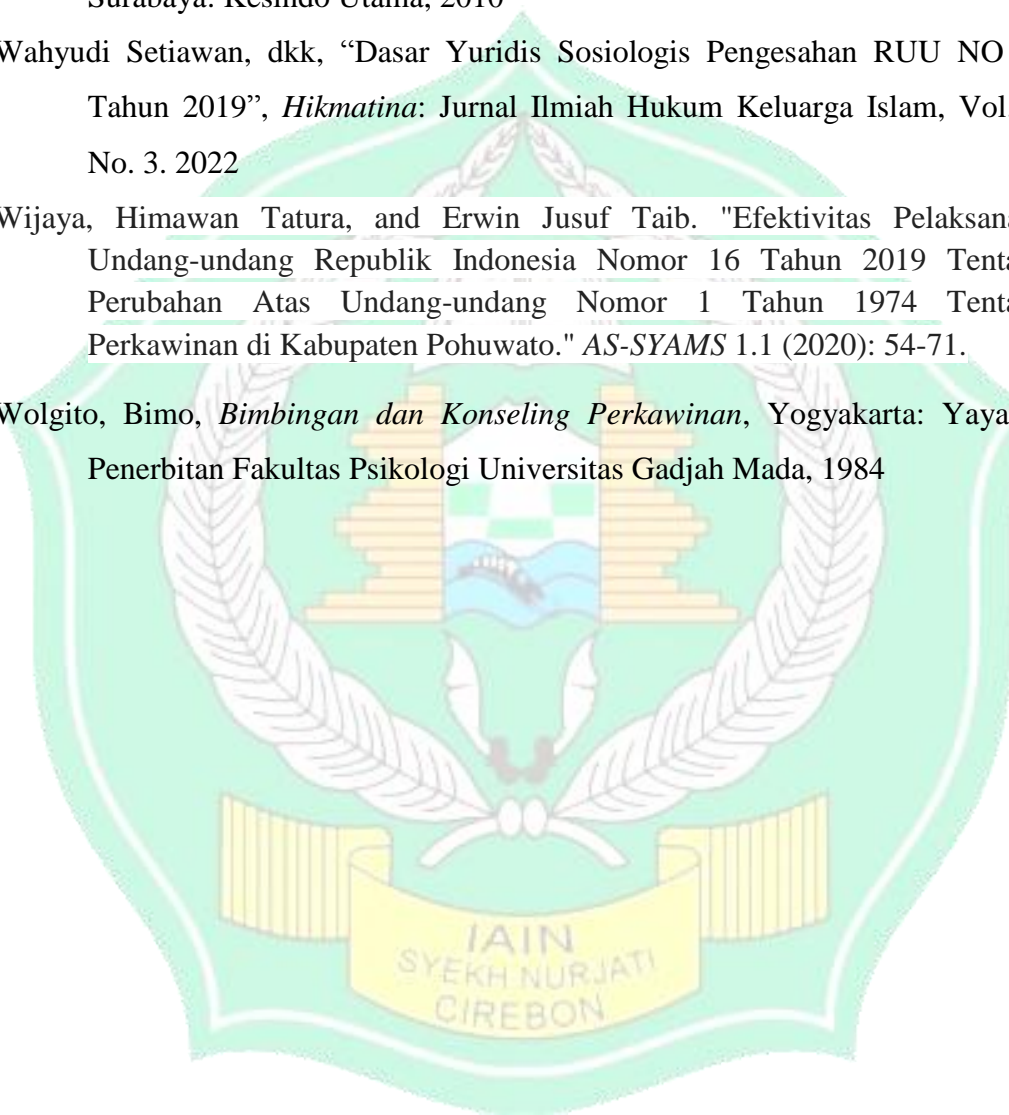 Surabaya: Kesindo Utama, 2010
Wahyudi Setiawan, dkk, “Dasar Yuridis Sosiologis Pengesahan RUU NO
Tahun 2019”, Hikmatina: Jurnal Ilmiah Hukum Keluarga Islam, Vol.
No. 3. 2022
Wijaya, Himawan Tatura, and Erwin Jusuf Taib. "Efektivitas Pelaksana
Undang-undang Republik Indonesia Nomor 16 Tahun 2019 Tenta
Perubahan Atas Undang-undang Nomor 1 Tahun 1974 Tenta
Perkawinan di Kabupaten Pohuwato." AS-SYAMS 1.1 (2020): 54-71.
Wolgito, Bimo, Bimbingan dan Konseling Perkawinan, Yogyakarta: Yaya
Penerbitan Fakultas Psikologi Universitas Gadjah Mada, 1984
IAIN
SYEKH NURJATI
CIREBON